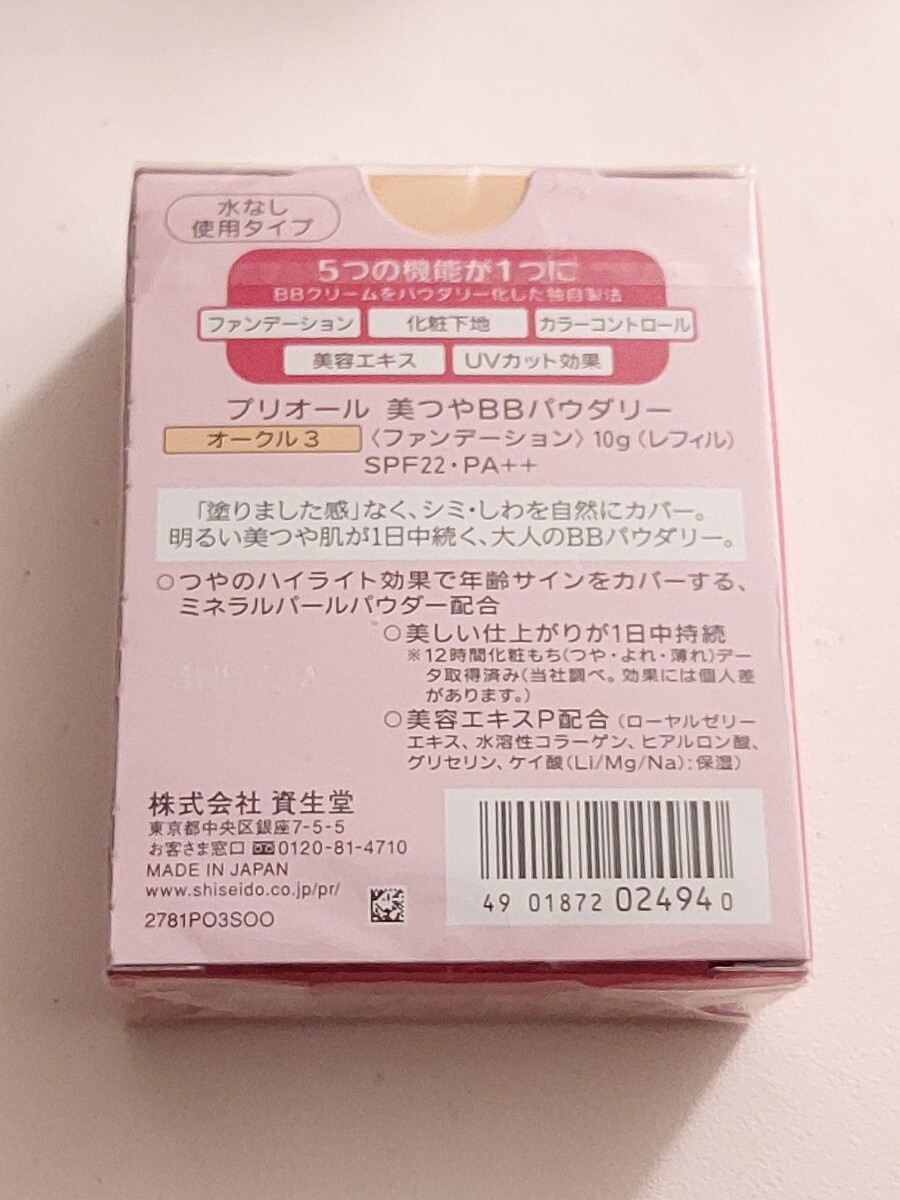 水なし
使用タイプ
5つの機能が1つに
BBクリームをパウダリー化した独自製法
ファンデーション 化粧下地 カラーコントロール
美容エキス UVカット効果
プリオール 美つやBBパウダリー
オークル3 〈ファンデーション〉 10g (レフィル)
SPF22・PA++
「塗りました感」なく、シミ・しわを自然にカバー。
明るい美つや肌が1日中続く、大人のBBパウダリー。
○つやのハイライト効果で年齢サインをカバーする、
ミネラルパールパウダー配合
○美しい仕上がりが1日中持続
※12時間化粧もち(つや・よれ・薄れ)デー
タ取得済み(当社調べ。効果には個人差
があります。)
○美容エキスP配合 (ローヤルゼリー
エキス、水溶性コラーゲン、ヒアルロン酸、
グリセリン、ケイ酸(Li/Mg/Na):保湿)
株式会社 資生堂
東京都中央区銀座7-5-5
お客さま窓口 0120-81-4710
MADE IN JAPAN
www.shiseido.co.jp/pr/
2781PO3SOO
49 01872 02494 0